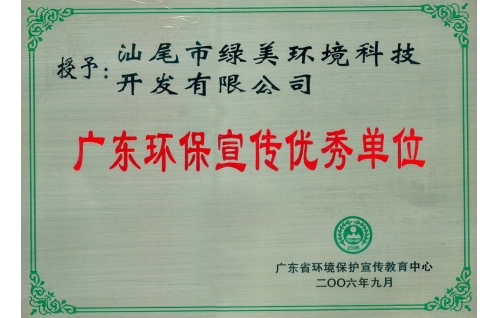 授予：汕尾市绿美环境科技
开发有限公司
广东环保宣传优秀单位
广东省环境保护宣传教育中心
二〇〇六年九月